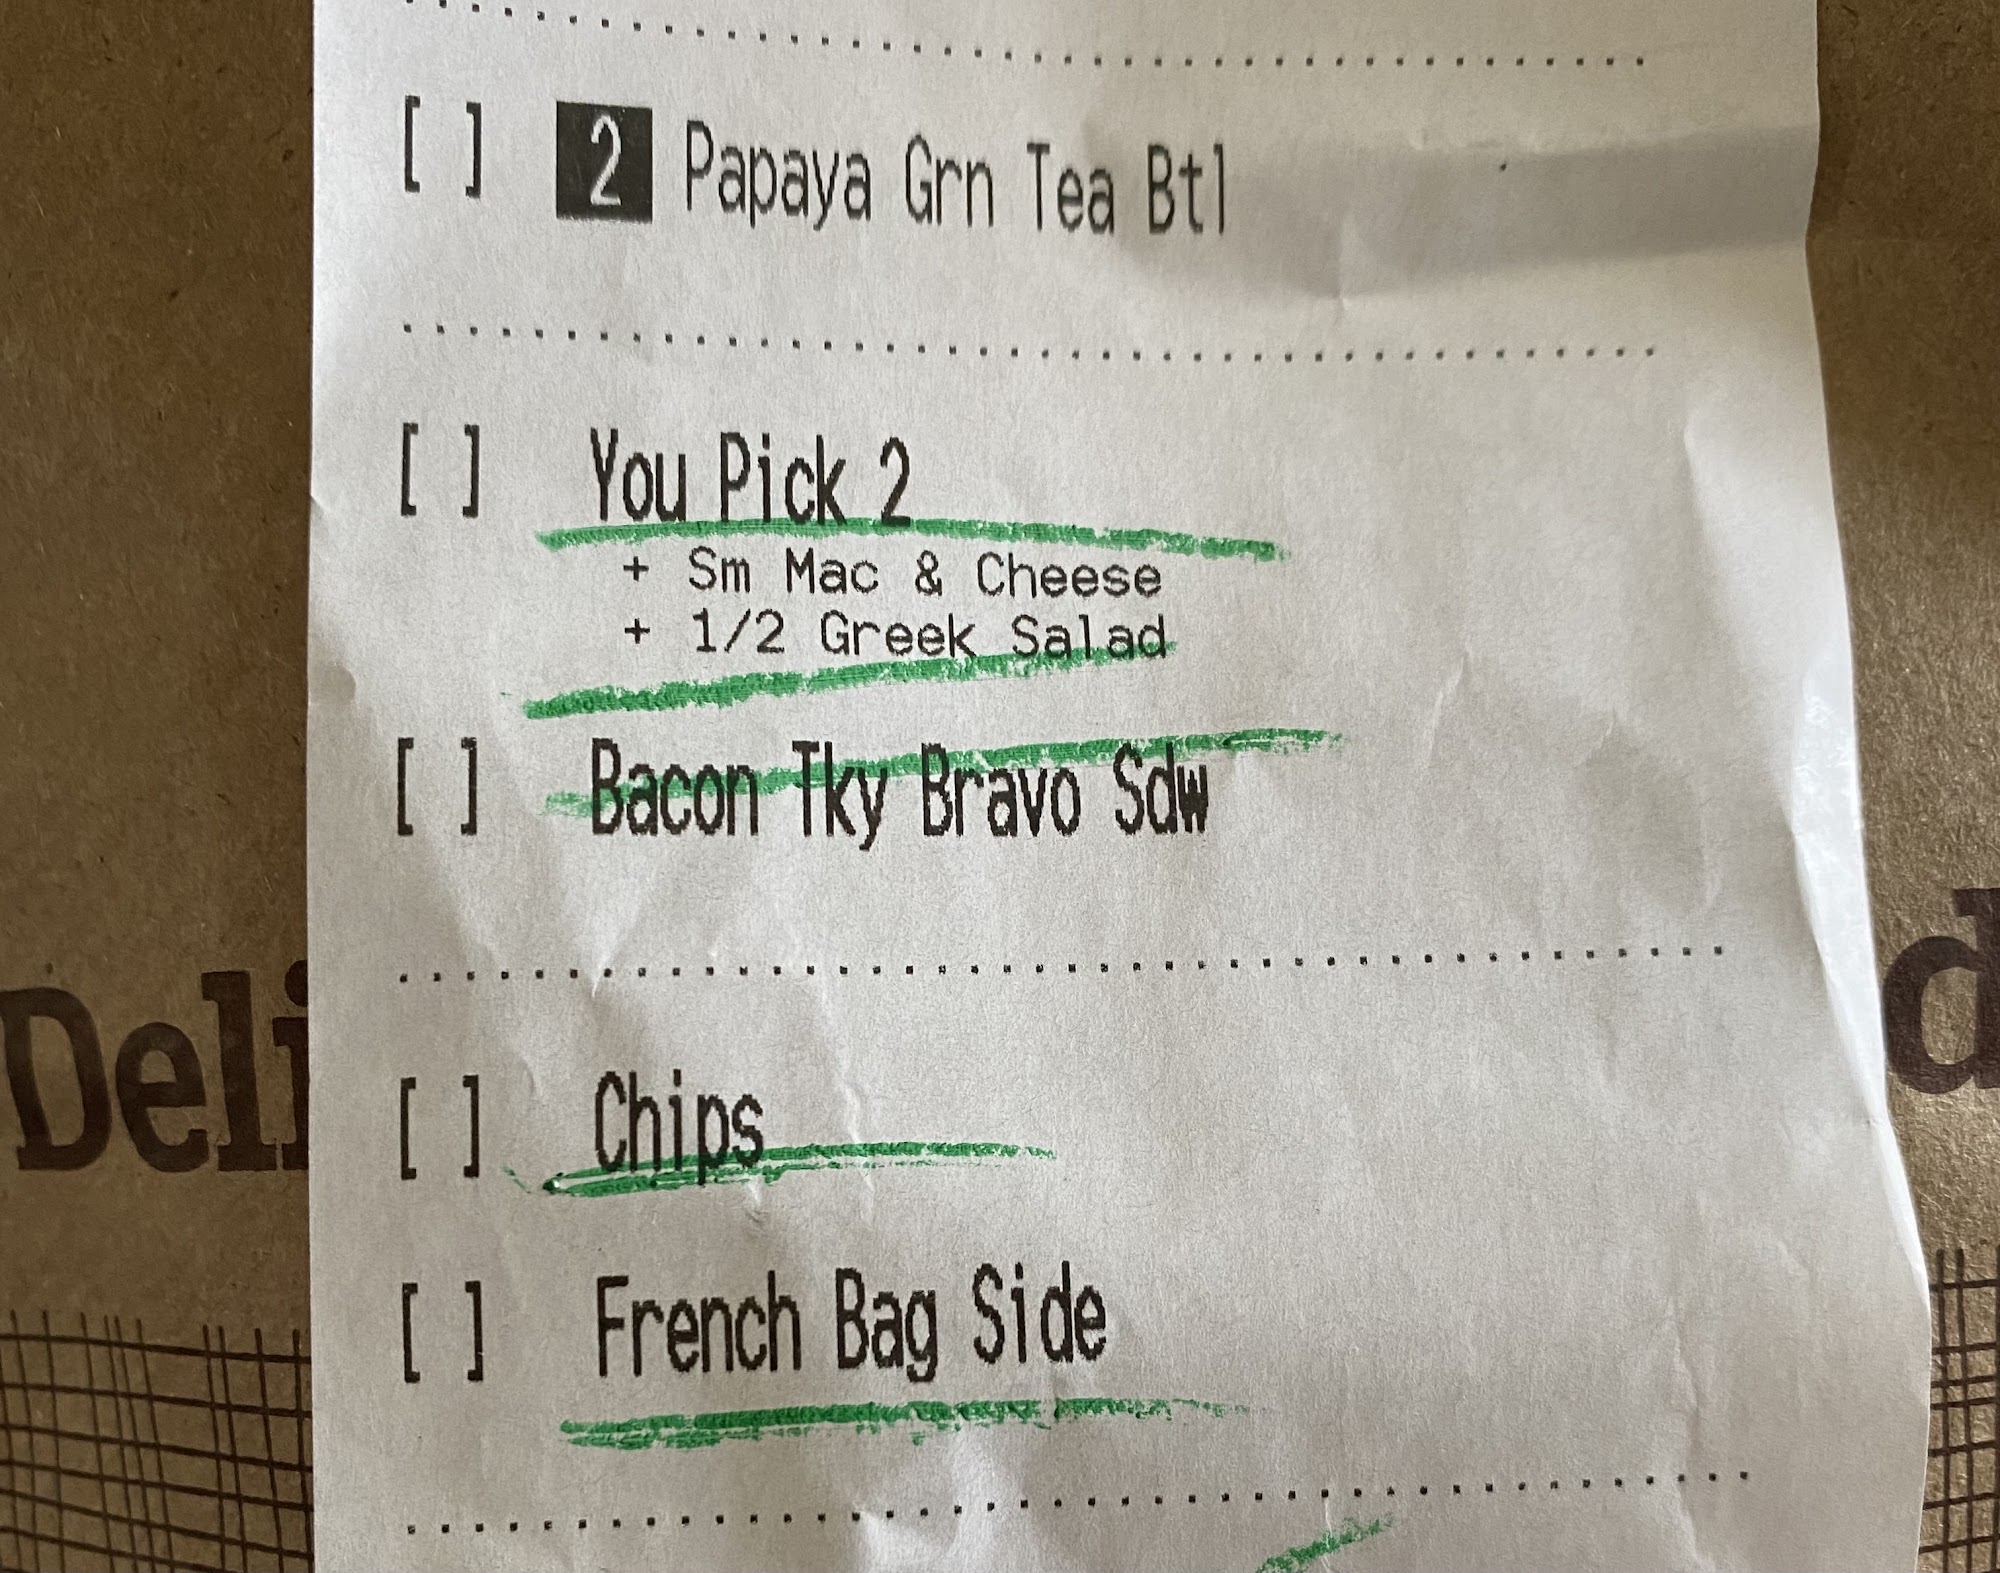 [ ] 2 Papaya Grn Tea Btl
[ ] You Pick 2
+ Sm Mac & Cheese
+ 1/2 Greek Salad
[ ] Bacon Tky Bravo Sdw
Deli
d
[ ] Chips
[ ] French Bag Side